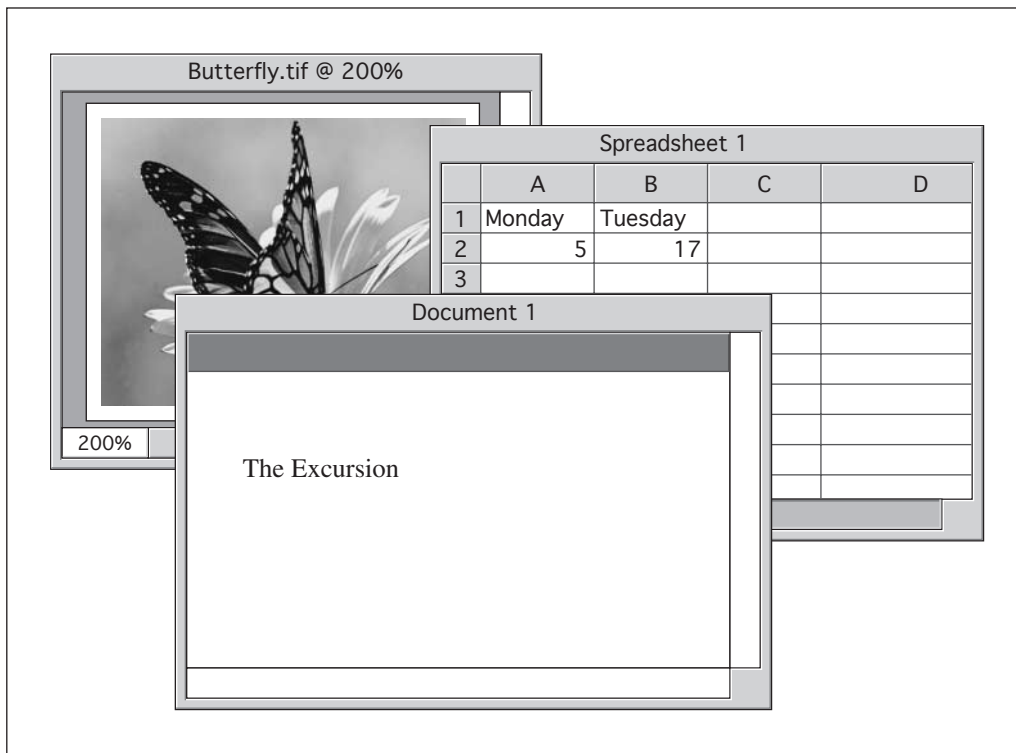 Butterfly.tif @ 200%
200%
Spreadsheet 1
A B C D
1 Monday Tuesday
2 5 17
3
Document 1
The Excursion